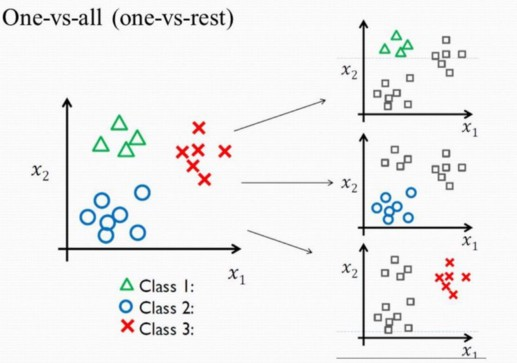 One-vs-all (one-vs-rest)
x₂
x₁
Class 1:
Class 2:
Class 3:
x₂
x₁
x₂
x₁
x₂
x₁